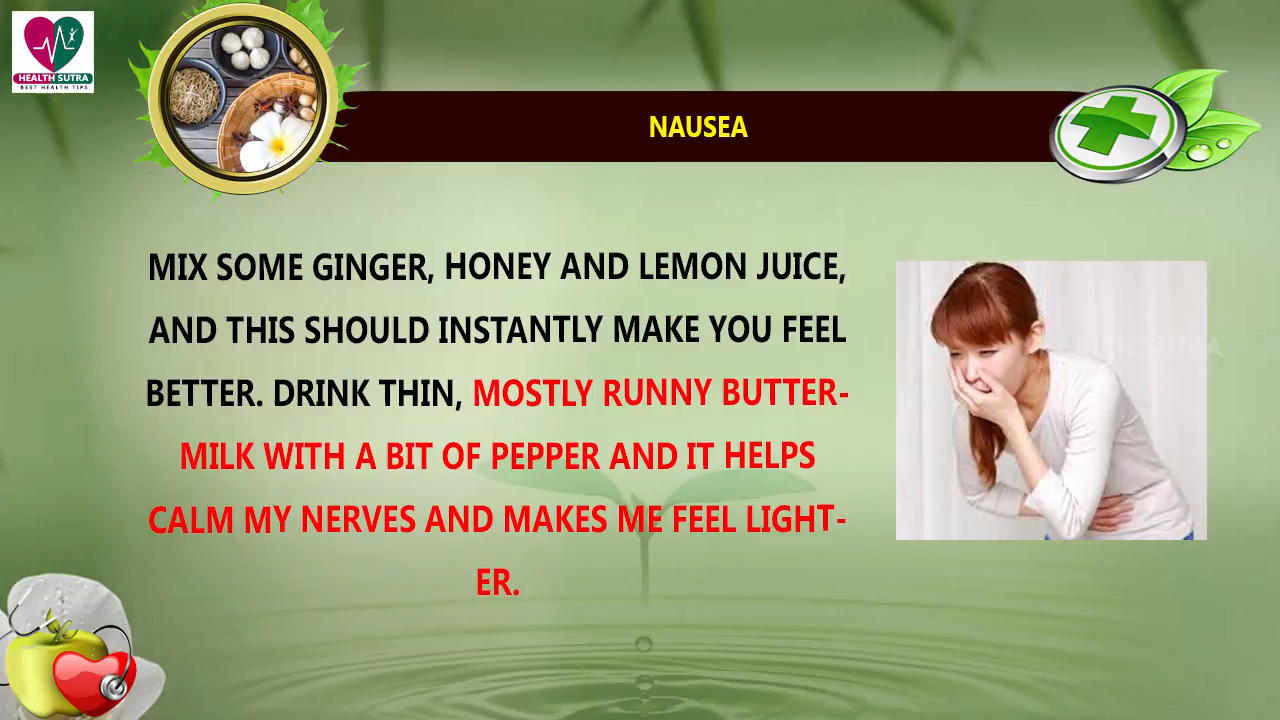 HEALTH SUTRA
BEST HEALTH TIPS
NAUSEA
MIX SOME GINGER, HONEY AND LEMON JUICE,
AND THIS SHOULD INSTANTLY MAKE YOU FEEL
BETTER. DRINK THIN, MOSTLY RUNNY BUTTER-
MILK WITH A BIT OF PEPPER AND IT HELPS
CALM MY NERVES AND MAKES ME FEEL LIGHT-
ER.
HEALTH SUTRA